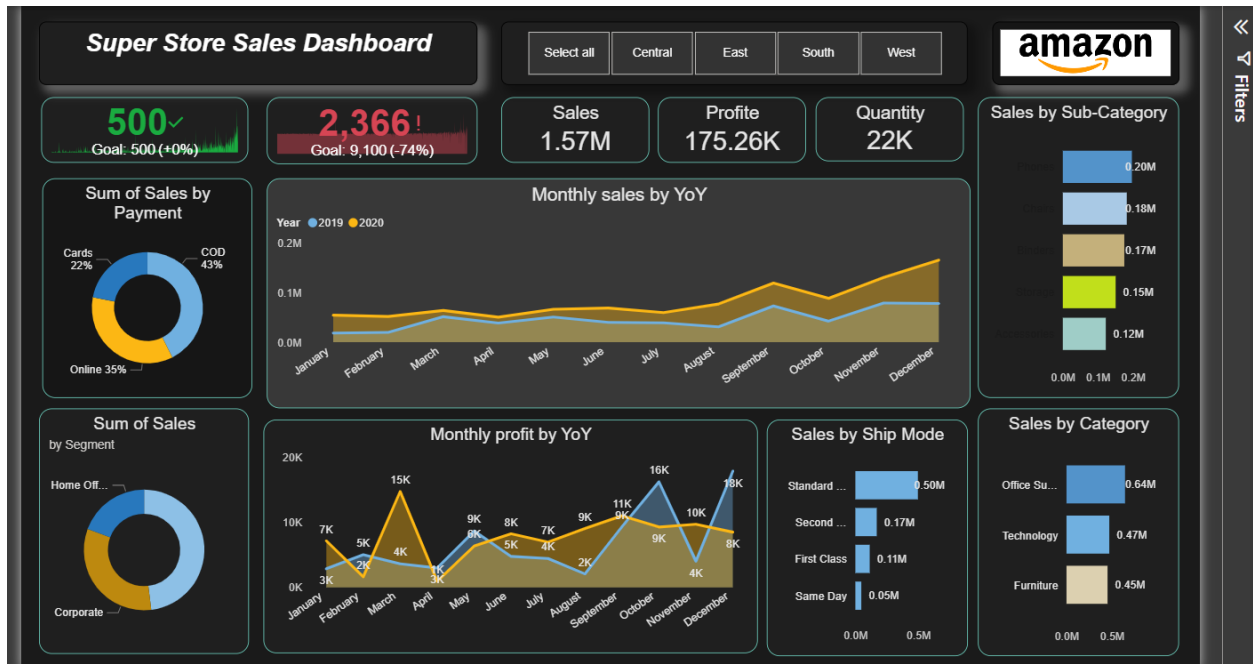 Super Store Sales Dashboard
Select all
Central
East
South
West
amazon
Filters
500
Goal: 500 (+0%)
2,366!
Goal: 9,100 (-74%)
Sales
1.57M
Profite
175.26K
Quantity
22K
Sales by Sub-Category
0.20M
0.18M
0.17M
0.15M
0.12M
0.0M 0.1M 0.2M
Sum of Sales by
Payment
Cards
22%
COD
43%
Online 35%
Monthly sales by YoY
Year 2019 2020
0.2M
0.1M
0.0M
January
February
March
April
May
June
July
August
September
October
November
December
Sum of Sales
by Segment
Home Off...
Corporate
Monthly profit by YoY
20K
10K
0K
7K
3K
5K
2K
15K
4K
1K
3K
9K
6K
8K
5K
7K
4K
9K
2K
11K
9K
16K
9K
10K
4K
18K
8K
January
February
March
April
May
June
July
August
September
October
November
December
Sales by Ship Mode
Standard ...
0.50M
Second ...
0.17M
First Class
0.11M
Same Day
0.05M
0.0M 0.5M
Sales by Category
Office Su...
0.64M
Technology
0.47M
Furniture
0.45M
0.0M 0.5M